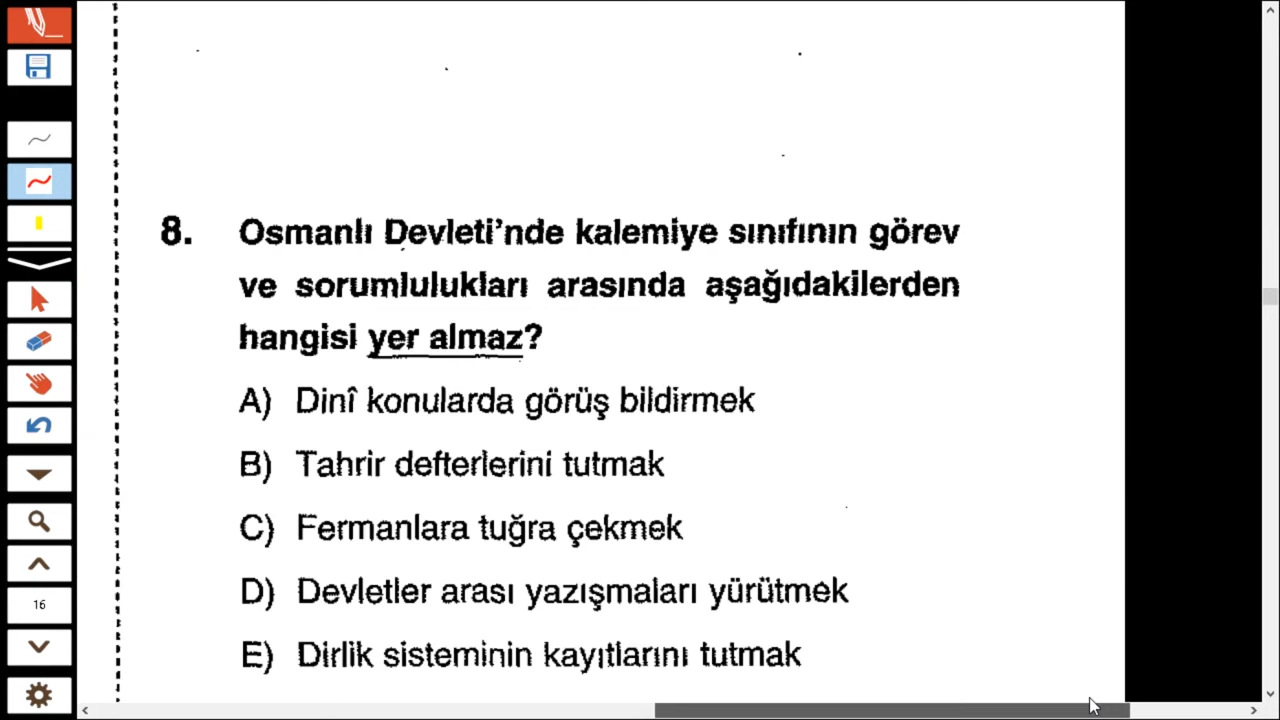 8. Osmanlı Devleti'nde kalemiye sınıfının görev
ve sorumlulukları arasında aşağıdakilerden
hangisi yer almaz?
A) Dinî konularda görüş bildirmek
B) Tahrir defterlerini tutmak
C) Fermanlara tuğra çekmek
D) Devletler arası yazışmaları yürütmek
E) Dirlik sisteminin kayıtlarını tutmak
16